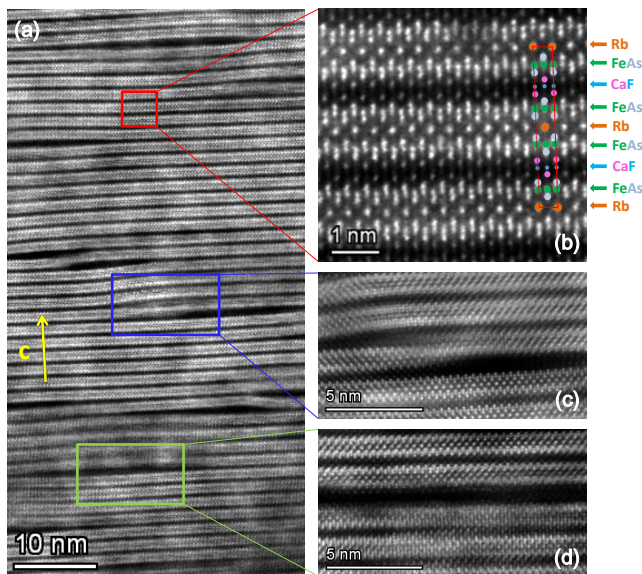 (a)
c
10 nm
Rb
FeAs
CaF
FeAs
Rb
FeAs
CaF
FeAs
Rb
1 nm
(b)
5 nm
(c)
5 nm
(d)